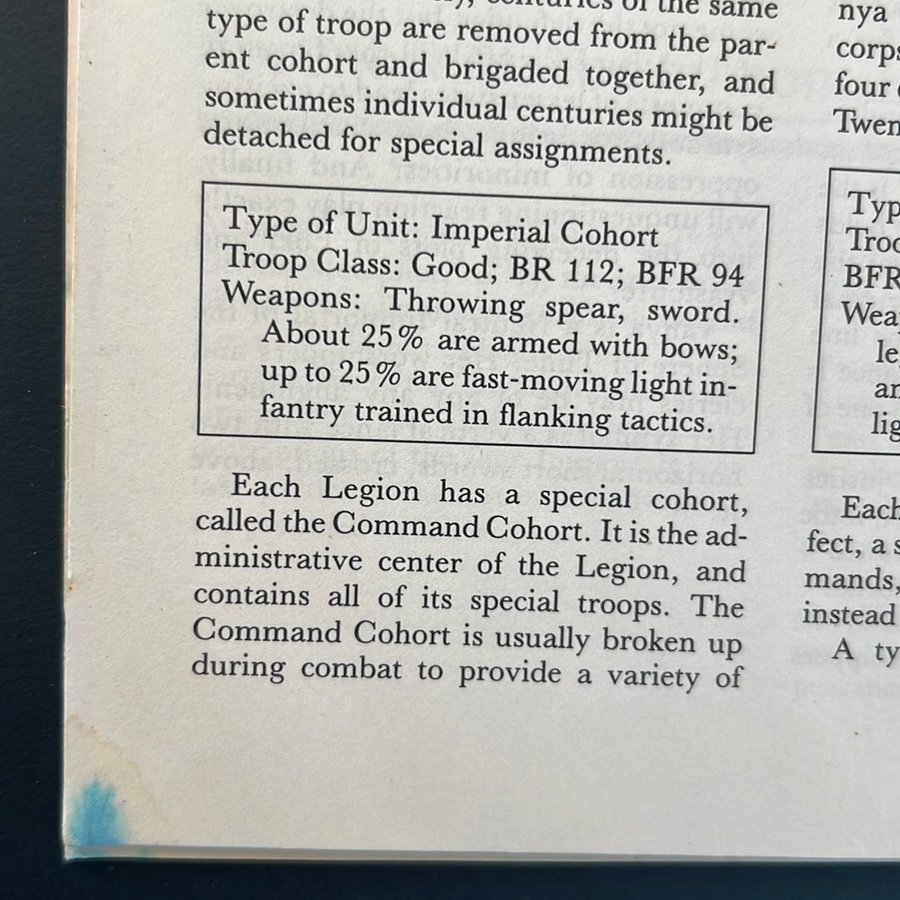 centuries of the same
type of troop are removed from the par-
ent cohort and brigaded together, and
sometimes individual centuries might be
detached for special assignments.
Type of Unit: Imperial Cohort
Troop Class: Good; BR 112; BFR 94
Weapons: Throwing spear, sword.
About 25% are armed with bows;
up to 25% are fast-moving light in-
fantry trained in flanking tactics.
Each Legion has a special cohort,
called the Command Cohort. It is the ad-
ministrative center of the Legion, and
contains all of its special troops. The
Command Cohort is usually broken up
during combat to provide a variety of
nya
corps
four
Twen
Typ
Troo
BFR
Wea
le
an
lig
Each
fect, a s
mands,
instead
A ty